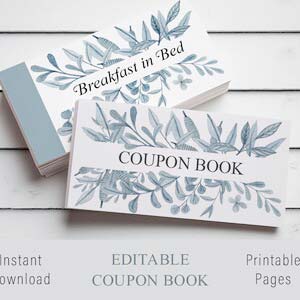 Breakfast in Bed
COUPON BOOK
Instant
ownload
EDITABLE
COUPON BOOK
Printable
Pages